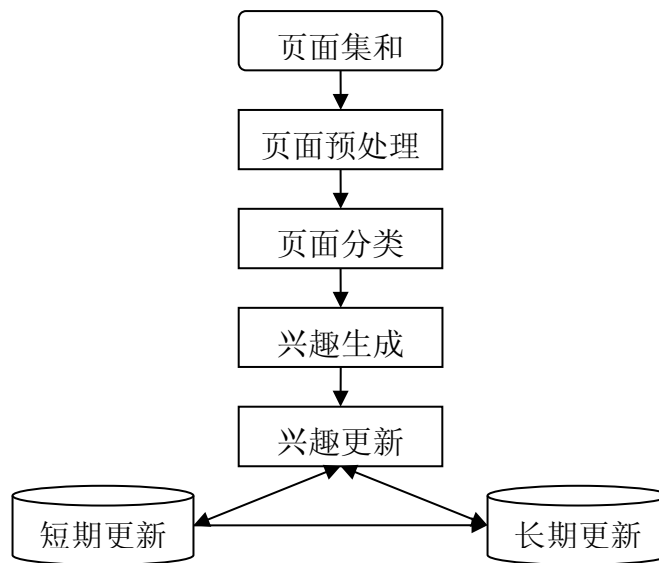 页面集和
页面预处理
页面分类
兴趣生成
兴趣更新
短期更新
长期更新